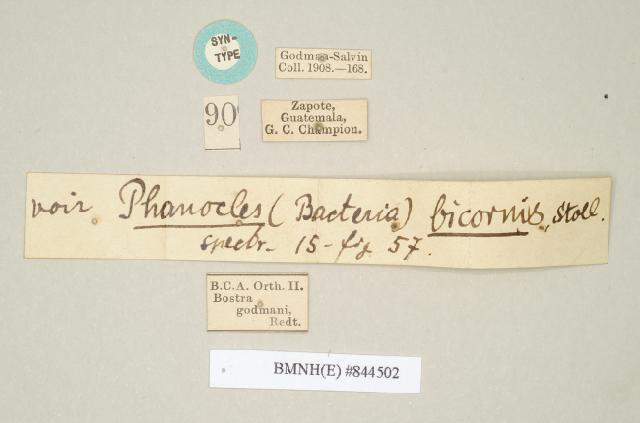 SYN-
TYPE
Godman-Salvin
Coll. 1908.—168.
90
Zapote,
Guatemala,
G. C. Champion.
voir Phanocles (Bacteria) bicornis, Stoll.
spectr. 15 - fig 57.
B.C.A. Orth. II.
Bostra
godmani,
Redt.
BMNH(E) #844502